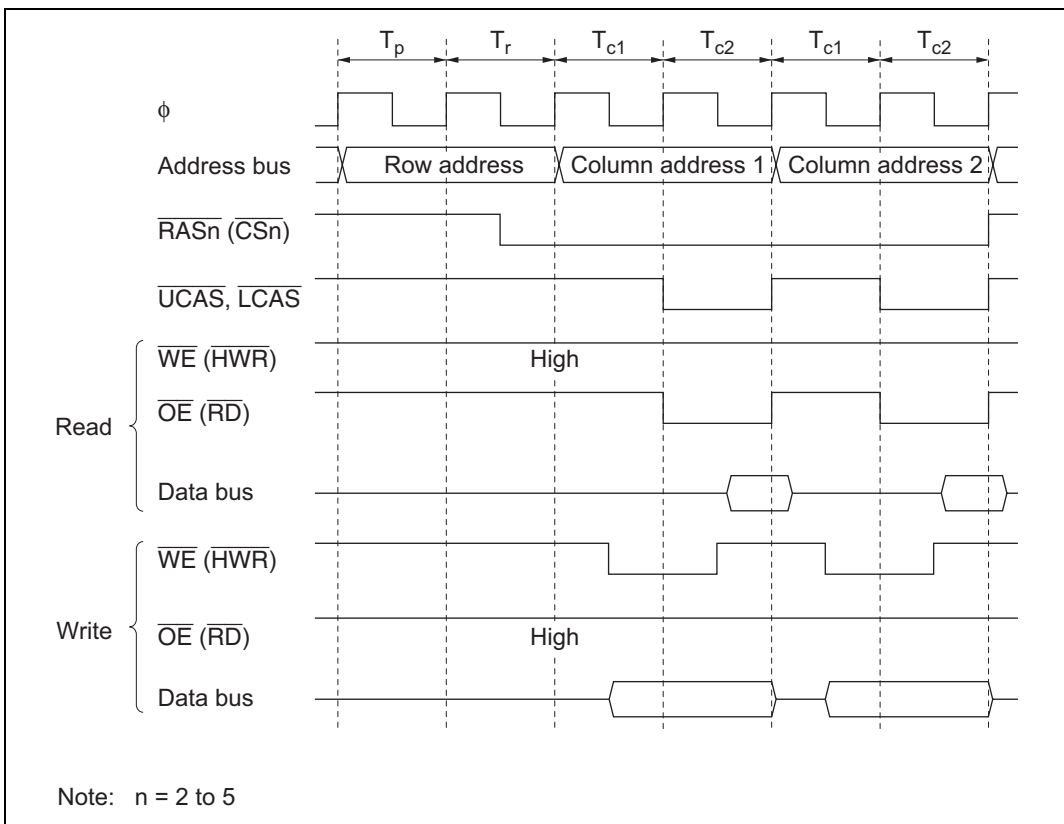 Tp Tr Tc1 Tc2 Tc1 Tc2
φ
Address bus Row address Column address 1 Column address 2
RASn (CSn)
UCAS, LCAS
WE (HWR) High
Read
OE (RD)
Data bus
WE (HWR)
Write
OE (RD) High
Data bus
Note: n = 2 to 5